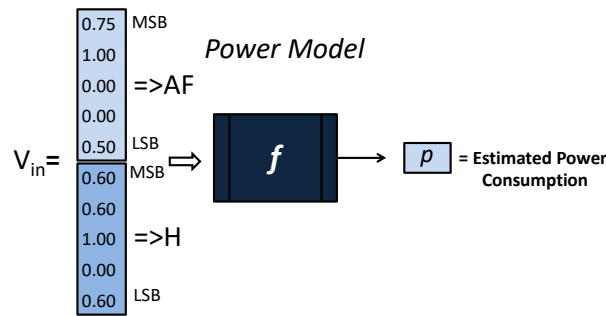 0.75 MSB
Power Model
1.00
0.00 =>AF
0.00
0.50 LSB
Vin=
0.60 MSB
f
p = Estimated Power
Consumption
0.60
1.00 =>H
0.00
0.60 LSB